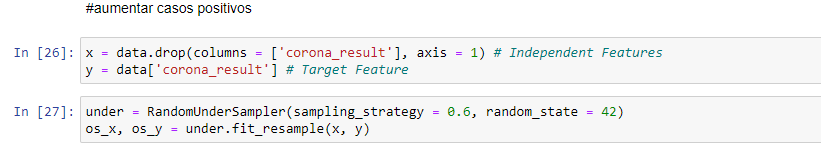 #aumentar casos positivos
In [26]: x = data.drop(columns = ['corona_result'], axis = 1) # Independent Features
y = data['corona_result'] # Target Feature
In [27]: under = RandomUnderSampler(sampling_strategy = 0.6, random_state = 42)
os_x, os_y = under.fit_resample(x, y)